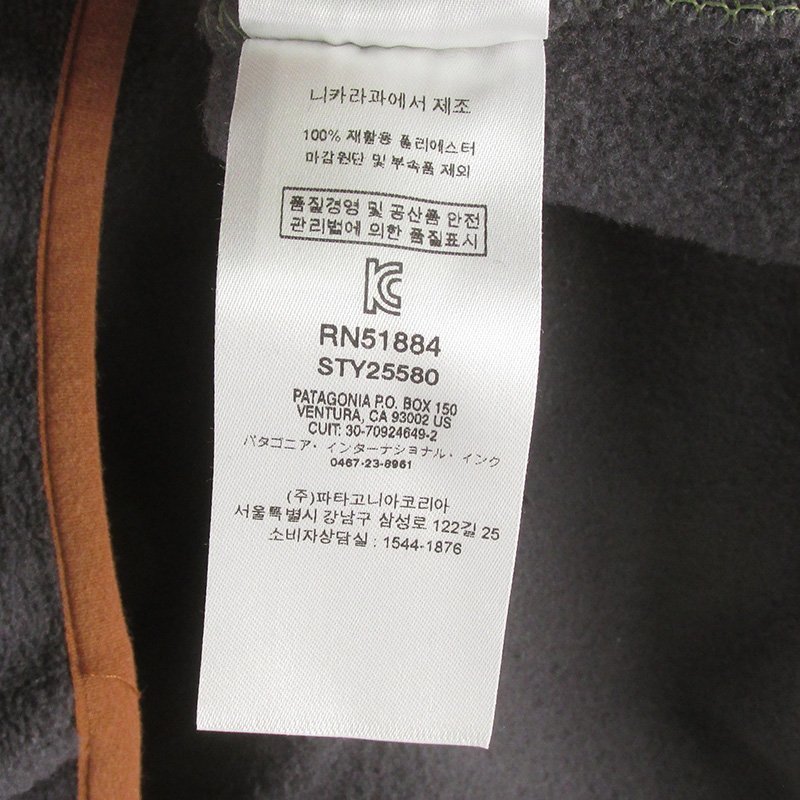 니카라과에서 제조
100% 재활용 폴리에스터
마감원단 및 부속품 제외
품질경영 및 공산품 안전
관리법에 의한 품질표시
KC
RN51884
STY25580
PATAGONIA P.O. BOX 150
VENTURA, CA 93002 US
CUIT: 30-70924649-2
パタゴニア・インターナショナル・インク
0467-23-8961
(주)파타고니아코리아
서울특별시 강남구 삼성로 122길 25
소비자상담실 : 1544-1876